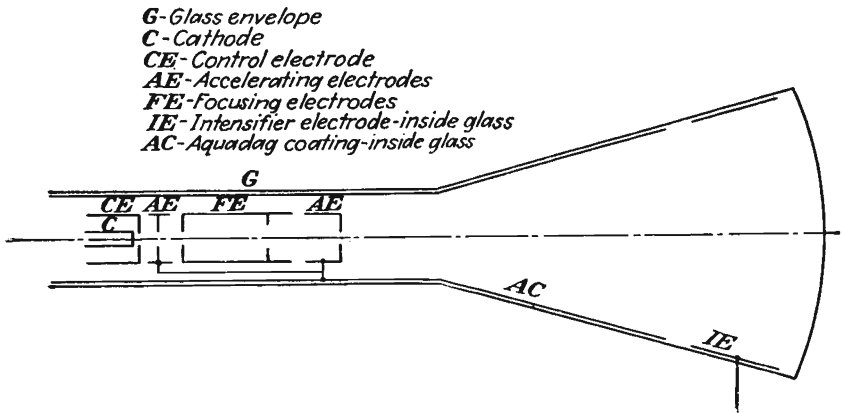 G-Glass envelope
C-Cathode
CE-Control electrode
AE-Accelerating electrodes
FE-Focusing electrodes
IE-Intensifier electrode-inside glass
AC-Aquadag coating-inside glass
G
CE AE FE AE
C
AC
IE